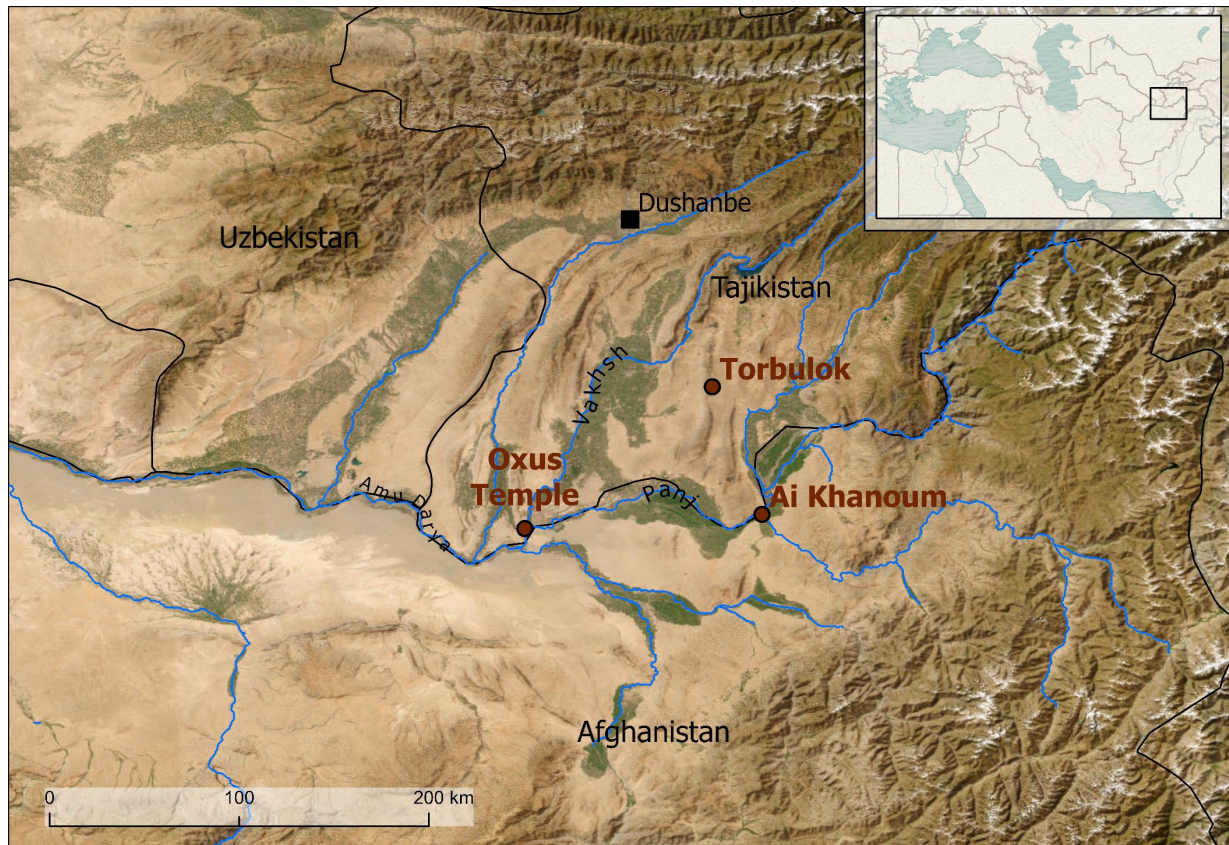 Dushanbe
Uzbekistan
Tajikistan
Vakhsh
Torbulok
Oxus
Temple
Amu Darya
Panj
Ai Khanoum
Afghanistan
0 100 200 km